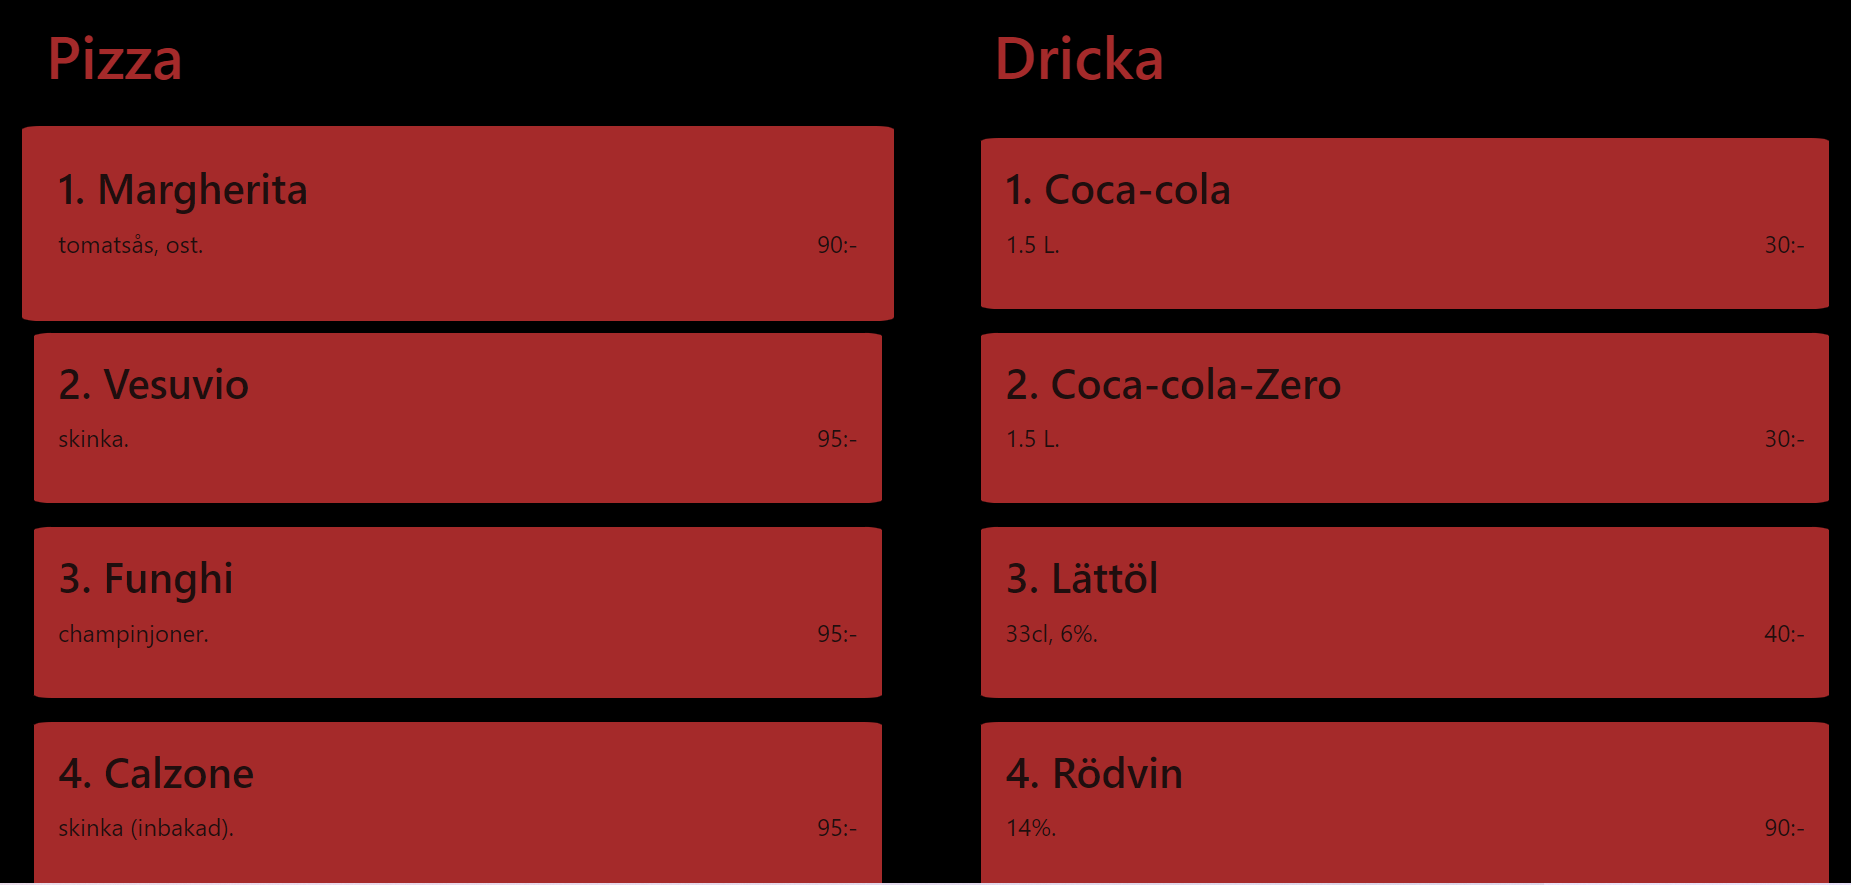 Pizza
1. Margherita
tomatsås, ost.
90:-
2. Vesuvio
skinka.
95:-
3. Funghi
champinjoner.
95:-
4. Calzone
skinka (inbakad).
95:-
Dricka
1. Coca-cola
1.5 L.
30:-
2. Coca-cola-Zero
1.5 L.
30:-
3. Lättöl
33cl, 6%.
40:-
4. Rödvin
14%.
90:-